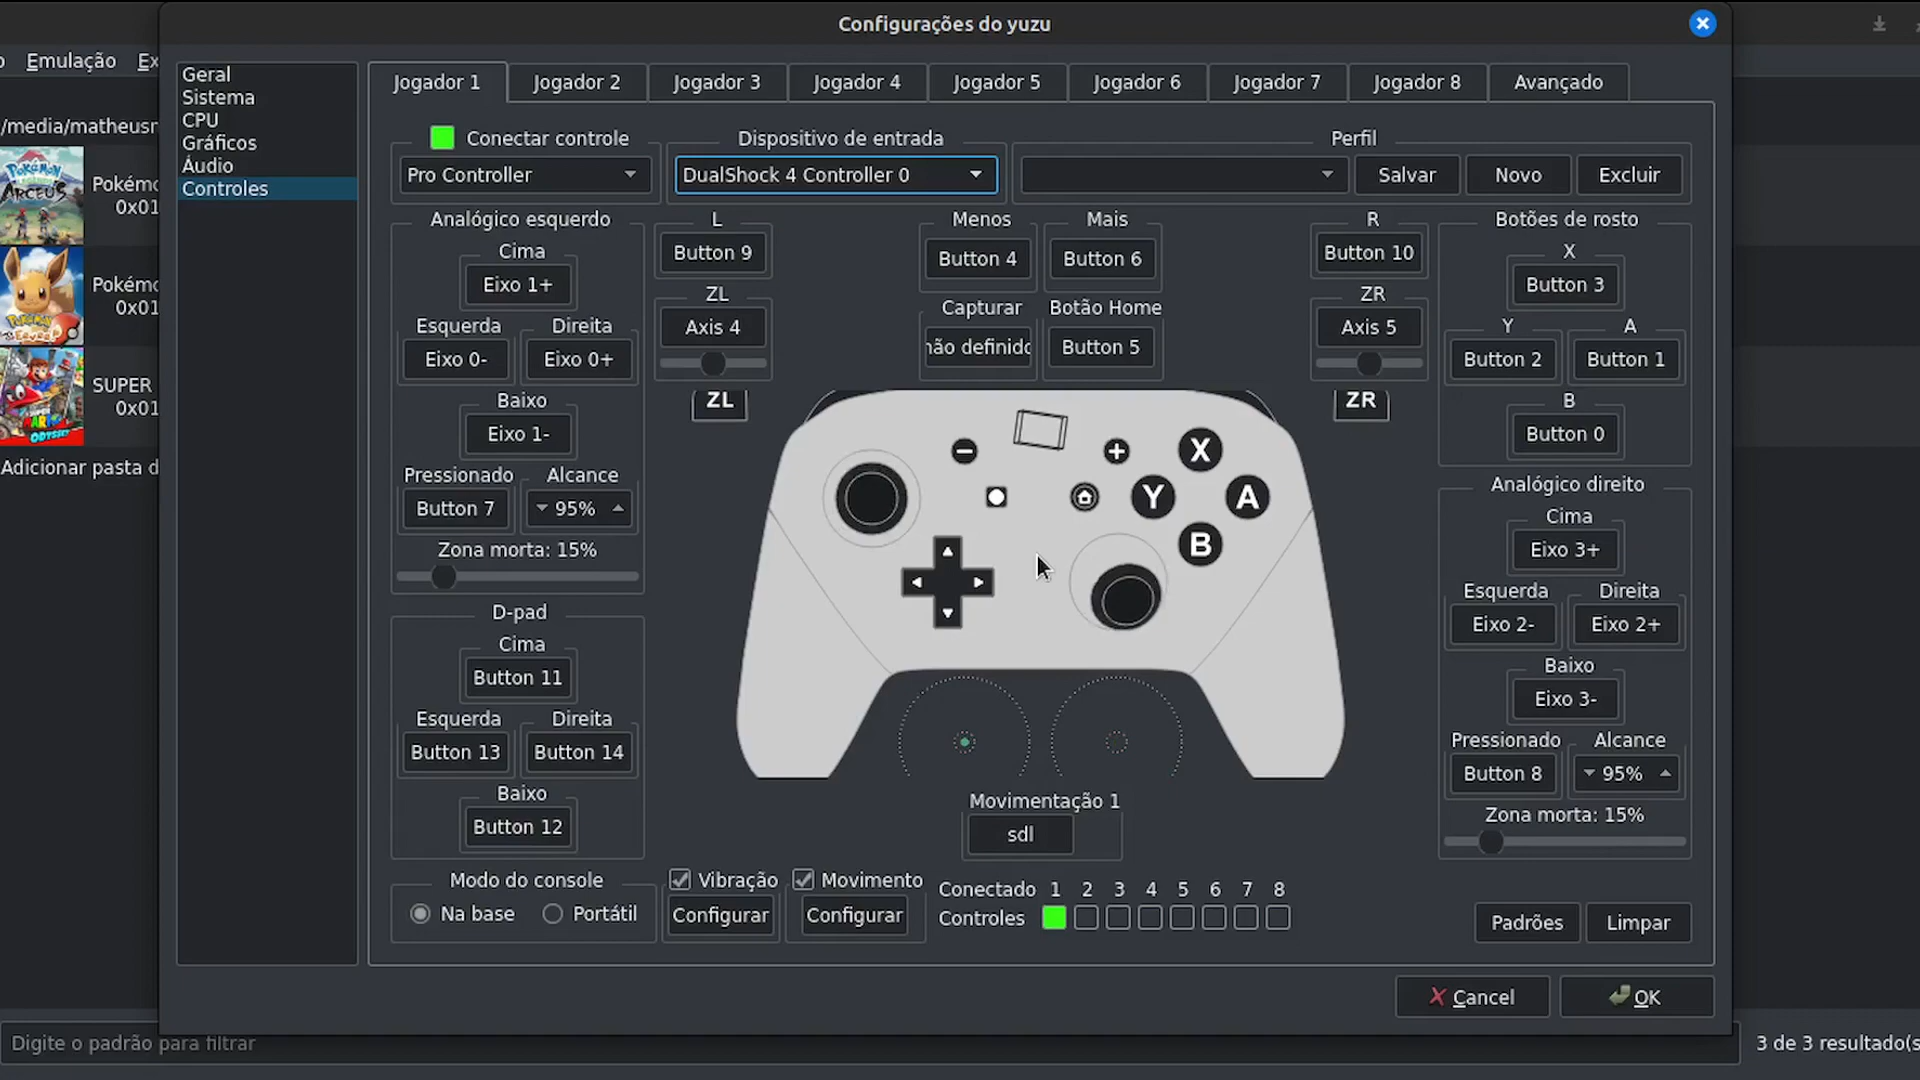 Configurações do yuzu
Emulação
Ex
/media/matheus
Pokémon
ARCEUS
Pokémo
0x01
Pokémo
0x01
SUPER
0x01
ODYSSEY
Adicionar pasta d
Digite o padrão para filtrar
3 de 3 resultado(s
Geral
Sistema
CPU
Gráficos
Áudio
Controles
Jogador 1
Jogador 2
Jogador 3
Jogador 4
Jogador 5
Jogador 6
Jogador 7
Jogador 8
Avançado
Conectar controle
Pro Controller
Dispositivo de entrada
DualShock 4 Controller 0
Perfil
Salvar
Novo
Excluir
Analógico esquerdo
Cima
Eixo 1+
Esquerda
Direita
Eixo 0-
Eixo 0+
Baixo
Eixo 1-
Pressionado
Alcance
Button 7
95%
Zona morta: 15%
D-pad
Cima
Button 11
Esquerda
Direita
Button 13
Button 14
Baixo
Button 12
L
Button 9
ZL
Axis 4
Menos
Mais
Button 4
Button 6
Capturar
Botão Home
não definido
Button 5
R
Button 10
ZR
Axis 5
ZL
ZR
X
Y
A
B
Botões de rosto
X
Button 3
Y
A
Button 2
Button 1
B
Button 0
Analógico direito
Cima
Eixo 3+
Esquerda
Direita
Eixo 2-
Eixo 2+
Baixo
Eixo 3-
Pressionado
Alcance
Button 8
95%
Zona morta: 15%
Movimentação 1
sdl
Modo do console
Na base
Portátil
Vibração
Configurar
Movimento
Configurar
Conectado 1 2 3 4 5 6 7 8
Controles
Padrões
Limpar
Cancel
OK